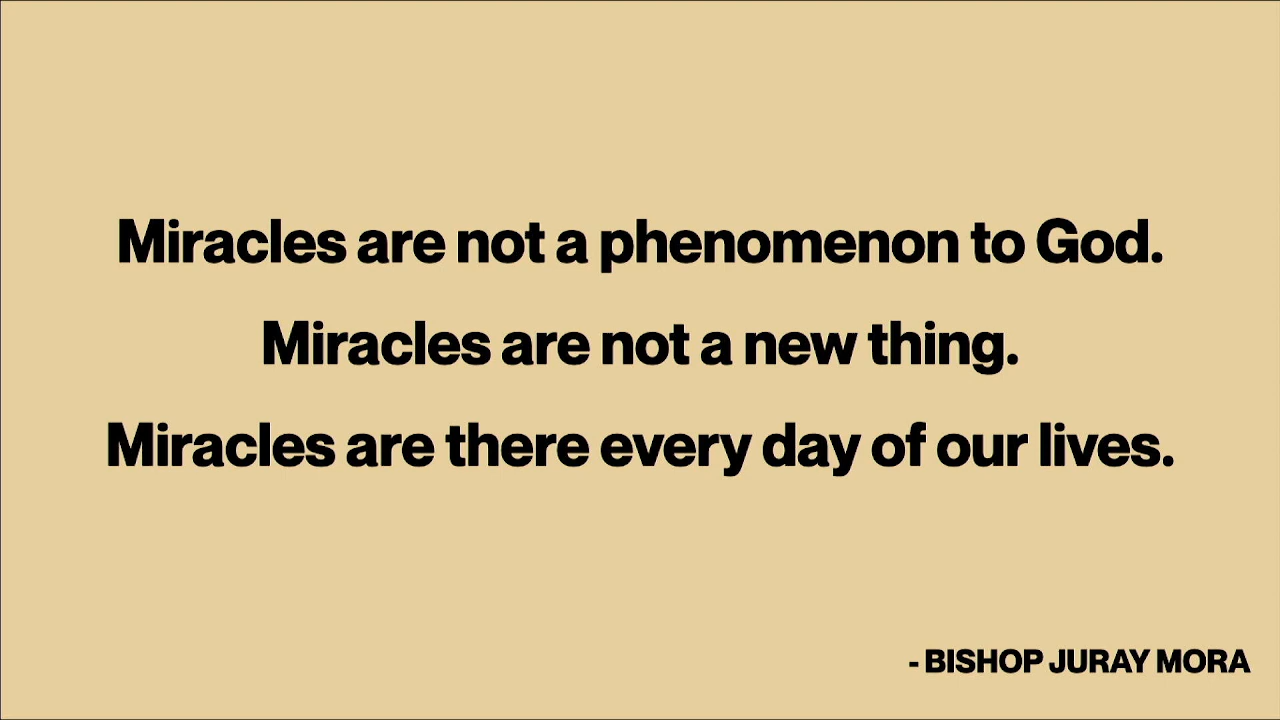 Miracles are not a phenomenon to God.
Miracles are not a new thing.
Miracles are there every day of our lives.
- BISHOP JURAY MORA